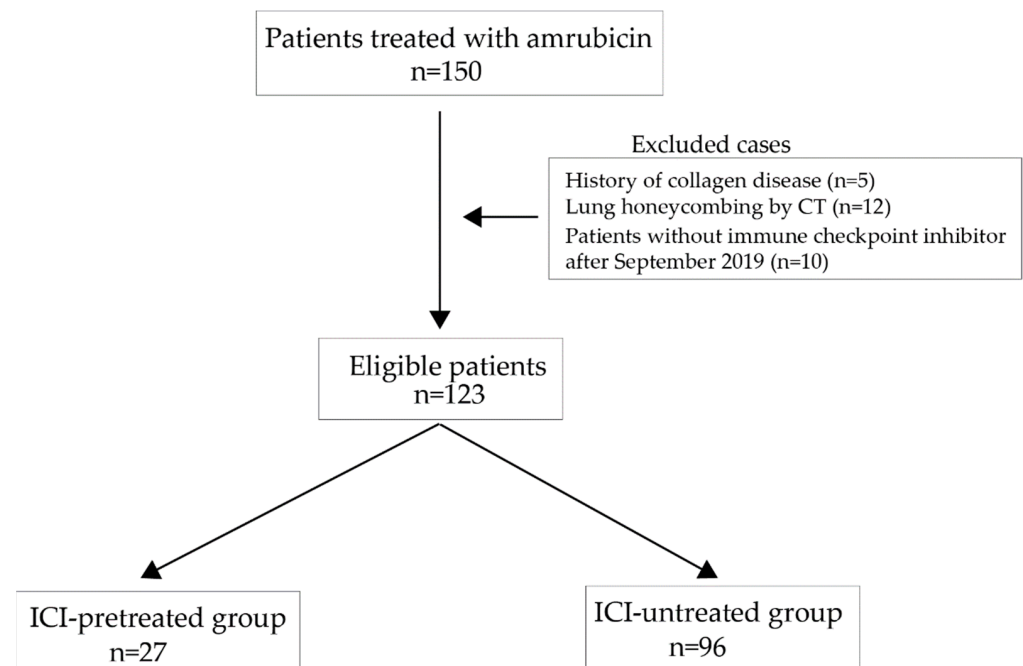 Patients treated with amrubicin
n=150
Excluded cases
History of collagen disease (n=5)
Lung honeycombing by CT (n=12)
Patients without immune checkpoint inhibitor
after September 2019 (n=10)
Eligible patients
n=123
ICI-pretreated group
n=27
ICI-untreated group
n=96